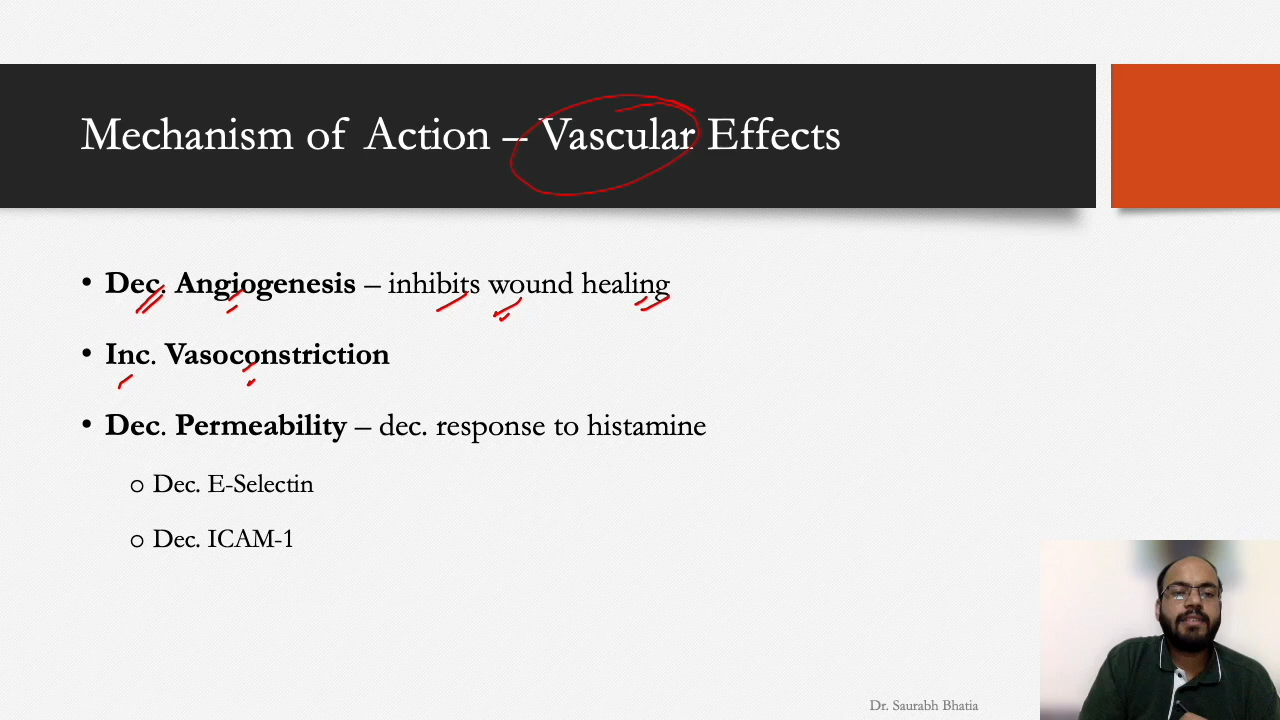 Mechanism of Action – Vascular Effects
• Dec. Angiogenesis – inhibits wound healing
• Inc. Vasoconstriction
• Dec. Permeability – dec. response to histamine
o Dec. E-Selectin
o Dec. ICAM-1
Dr. Saurabh Bhatia